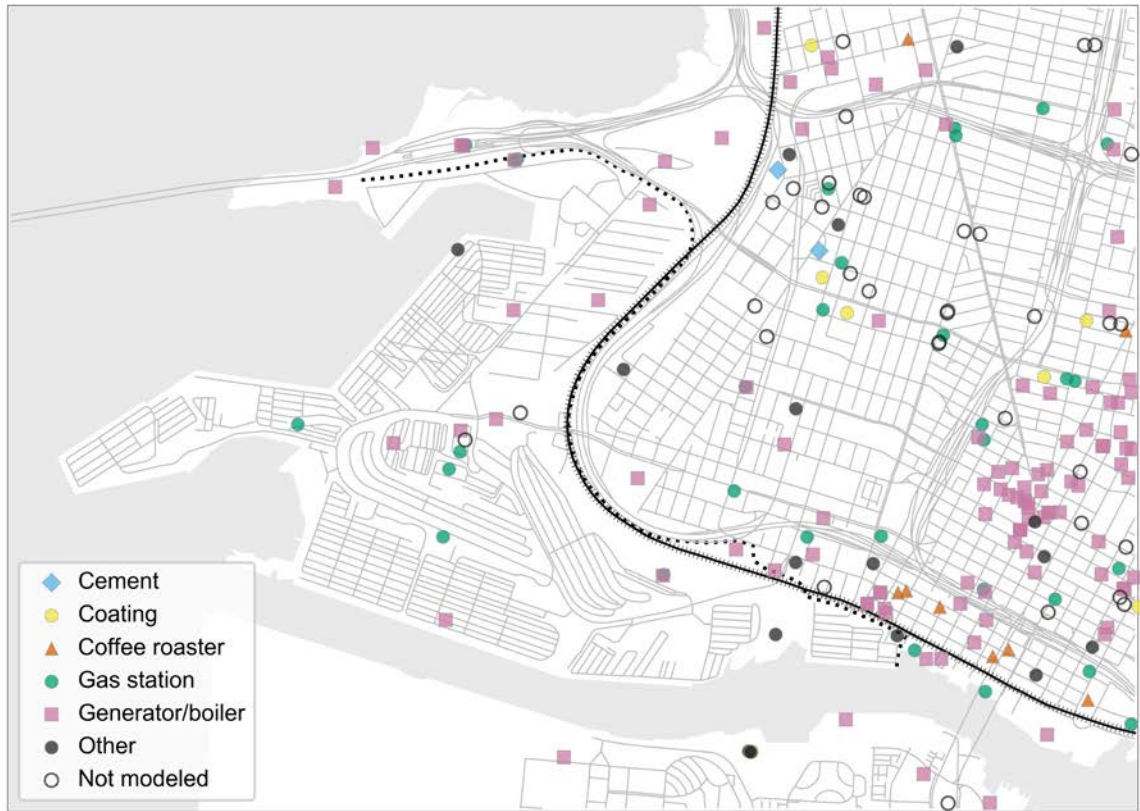 Cement
Coating
Coffee roaster
Gas station
Generator/boiler
Other
Not modeled